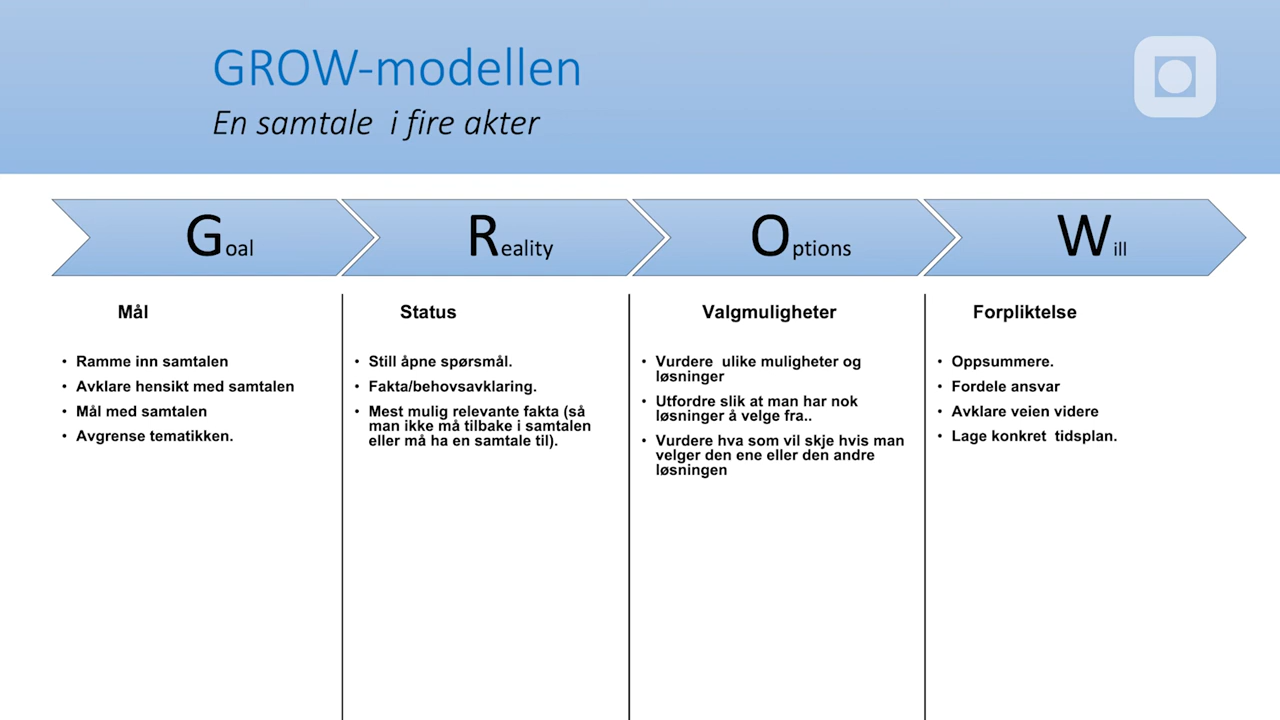 GROW-modellen
En samtale i fire akter
Goal
Reality
Options
Will
Mål
• Ramme inn samtalen
• Avklare hensikt med samtalen
• Mål med samtalen
• Avgrense tematikken.
Status
• Still åpne spørsmål.
• Fakta/behovsavklaring.
• Mest mulig relevante fakta (så
man ikke må tilbake i samtalen
eller må ha en samtale til).
Valgmuligheter
• Vurdere ulike muligheter og
løsninger
• Utfordre slik at man har nok
løsninger å velge fra..
• Vurdere hva som vil skje hvis man
velger den ene eller den andre
løsningen
Forpliktelse
• Oppsummere.
• Fordele ansvar
• Avklare veien videre
• Lage konkret tidsplan.